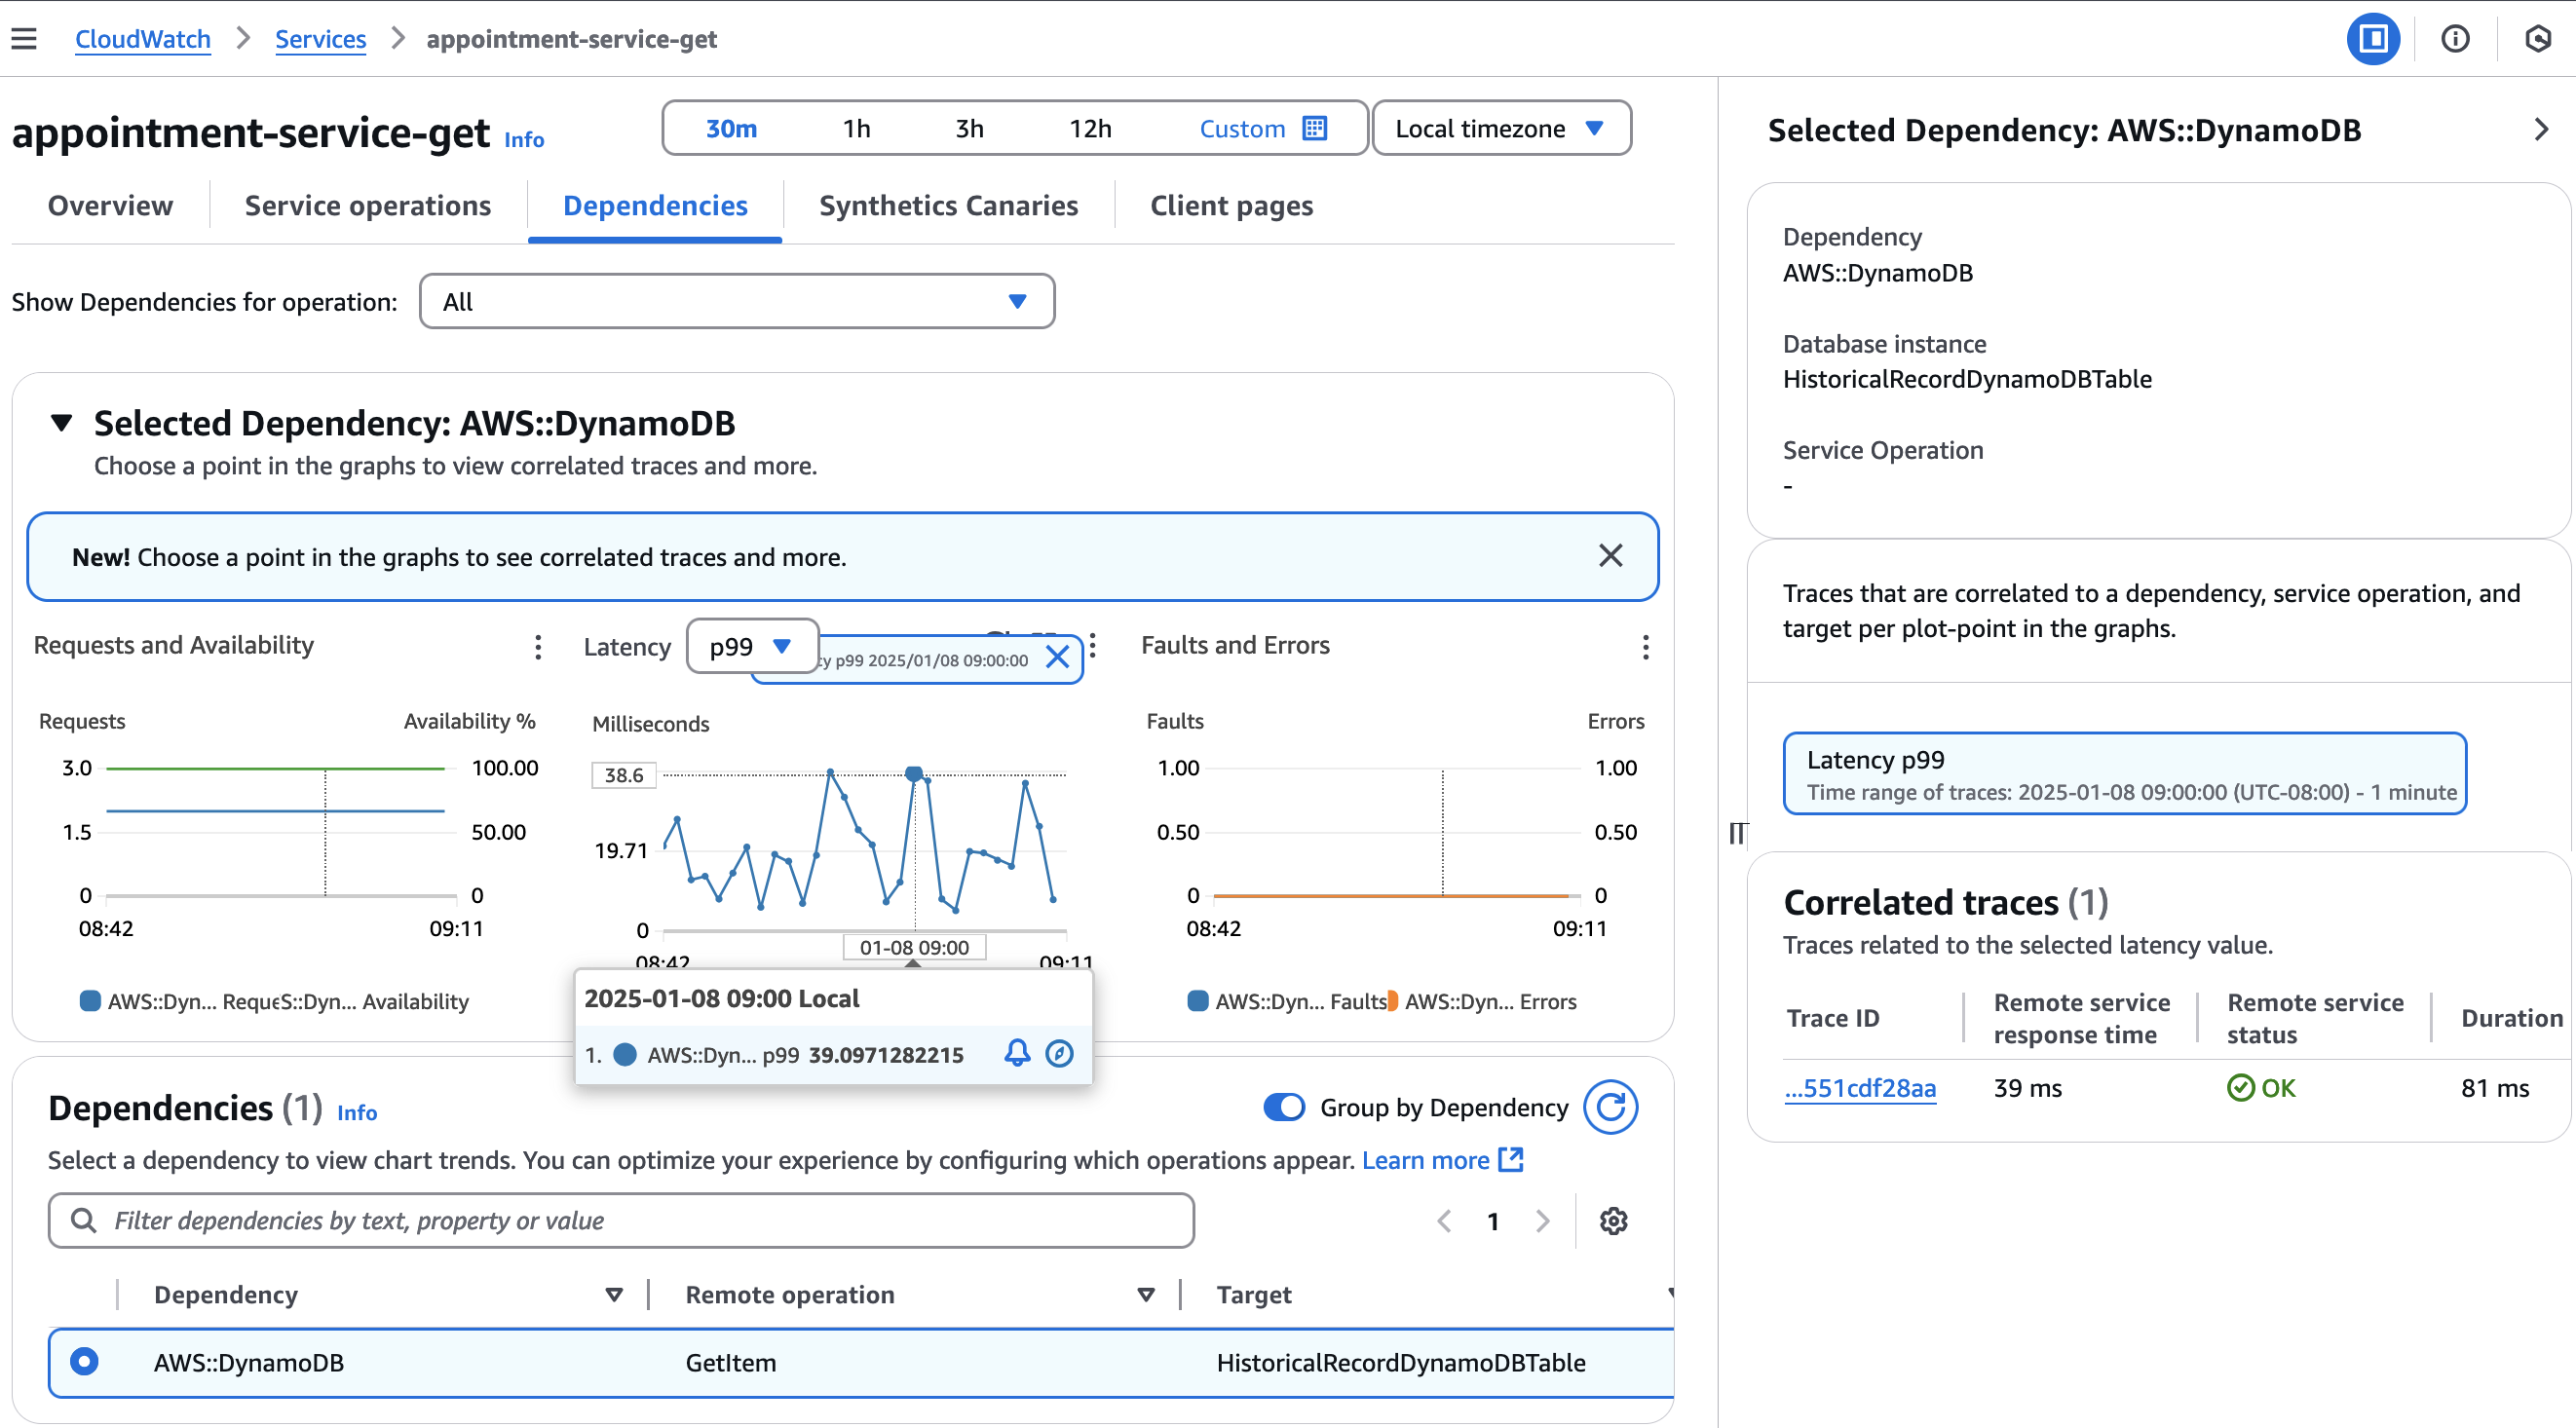 CloudWatch > Services > appointment-service-get
appointment-service-get Info
30m 1h 3h 12h Custom Local timezone
Overview Service operations Dependencies Synthetics Canaries Client pages
Show Dependencies for operation: All
Selected Dependency: AWS::DynamoDB
Choose a point in the graphs to view correlated traces and more.
New! Choose a point in the graphs to see correlated traces and more.
Requests and Availability
Requests Availability %
3.0 100.00
1.5 50.00
0 0
08:42 09:11
AWS::Dyn... Reque S::Dyn... Availability
Latency p99
p99 2025/01/08 09:00:00
Milliseconds
38.6
19.71
0
01-08 09:00
08:42 09:11
2025-01-08 09:00 Local
1. AWS::Dyn... p99 39.0971282215
Faults and Errors
Faults Errors
1.00 1.00
0.50 0.50
0 0
08:42 09:11
AWS::Dyn... Faults AWS::Dyn... Errors
Dependencies (1) Info
Group by Dependency
Select a dependency to view chart trends. You can optimize your experience by configuring which operations appear. Learn more
Filter dependencies by text, property or value
1
Dependency Remote operation Target
AWS::DynamoDB GetItem HistoricalRecordDynamoDBTable
Selected Dependency: AWS::DynamoDB
Dependency
AWS::DynamoDB
Database instance
HistoricalRecordDynamoDBTable
Service Operation
-
Traces that are correlated to a dependency, service operation, and
target per plot-point in the graphs.
Latency p99
Time range of traces: 2025-01-08 09:00:00 (UTC-08:00) - 1 minute
Correlated traces (1)
Traces related to the selected latency value.
Trace ID
Remote service
response time
Remote service
status
Duration
...551cdf28aa 39 ms OK 81 ms